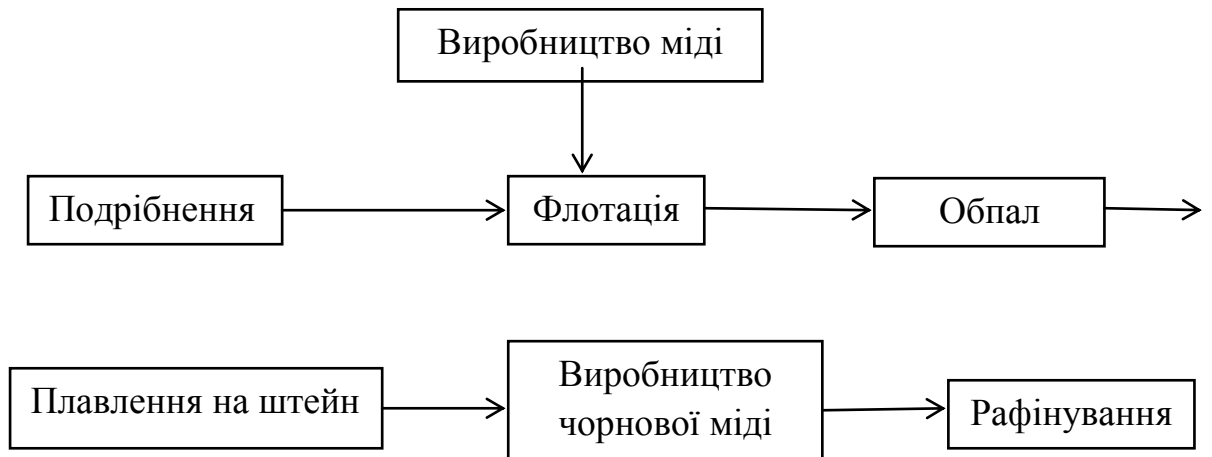 Виробництво міді
Подрібнення
Флотація
Обпал
Плавлення на штейн
Виробництво
чорнової міді
Рафінування